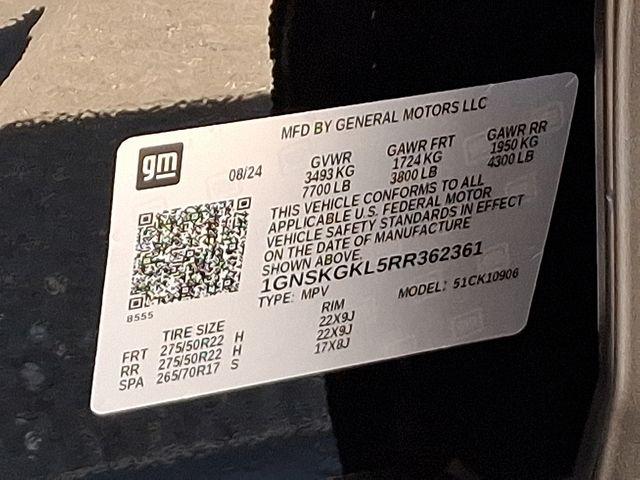 MFD BY GENERAL MOTORS LLC
gm
08/24
GVWR GAWR FRT GAWR RR
3493 KG 1724 KG 1950 KG
7700 LB 3800 LB 4300 LB
THIS VEHICLE CONFORMS TO ALL
APPLICABLE U.S. FEDERAL MOTOR
VEHICLE SAFETY STANDARDS IN EFFECT
ON THE DATE OF MANUFACTURE
SHOWN ABOVE.
1GNSKGKL5RR362361
TYPE: MPV MODEL: 51CK10906
8555
TIRE SIZE RIM
FRT 275/50R22 H 22X9J
RR 275/50R22 H 22X9J
SPA 265/70R17 S 17X8J